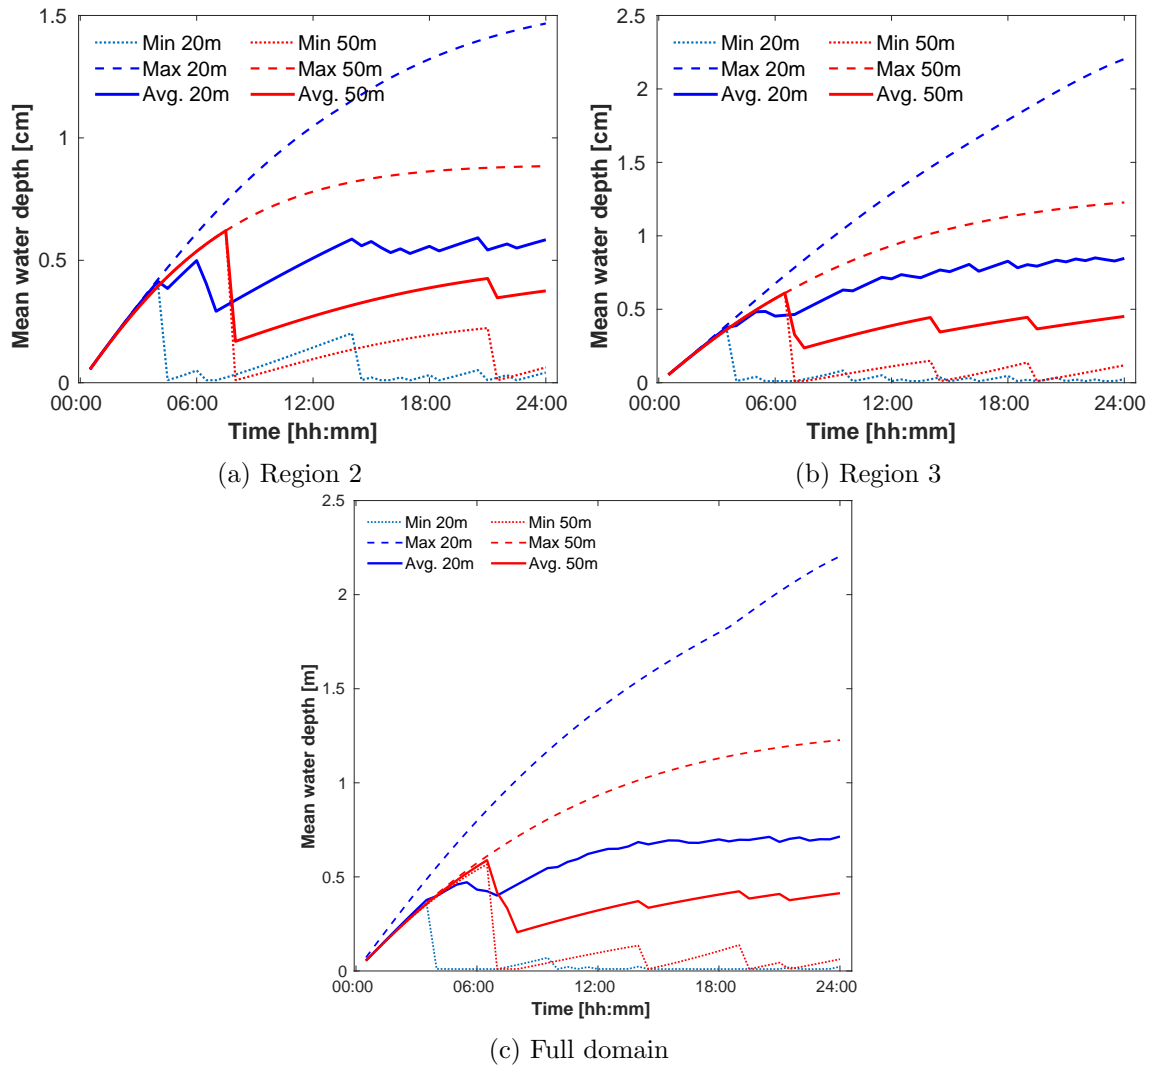 1.5
1
0.5
0
Mean water depth [cm]
Min 20m
Max 20m
Avg. 20m
Min 50m
Max 50m
Avg. 50m
00:00 06:00 12:00 18:00 24:00
Time [hh:mm]
(a) Region 2
2.5
2
1.5
1
0.5
0
Mean water depth [cm]
Min 20m
Max 20m
Avg. 20m
Min 50m
Max 50m
Avg. 50m
00:00 06:00 12:00 18:00 24:00
Time [hh:mm]
(b) Region 3
2.5
2
1.5
1
0.5
0
Mean water depth [m]
Min 20m
Max 20m
Avg. 20m
Min 50m
Max 50m
Avg. 50m
00:00 06:00 12:00 18:00 24:00
Time [hh:mm]
(c) Full domain